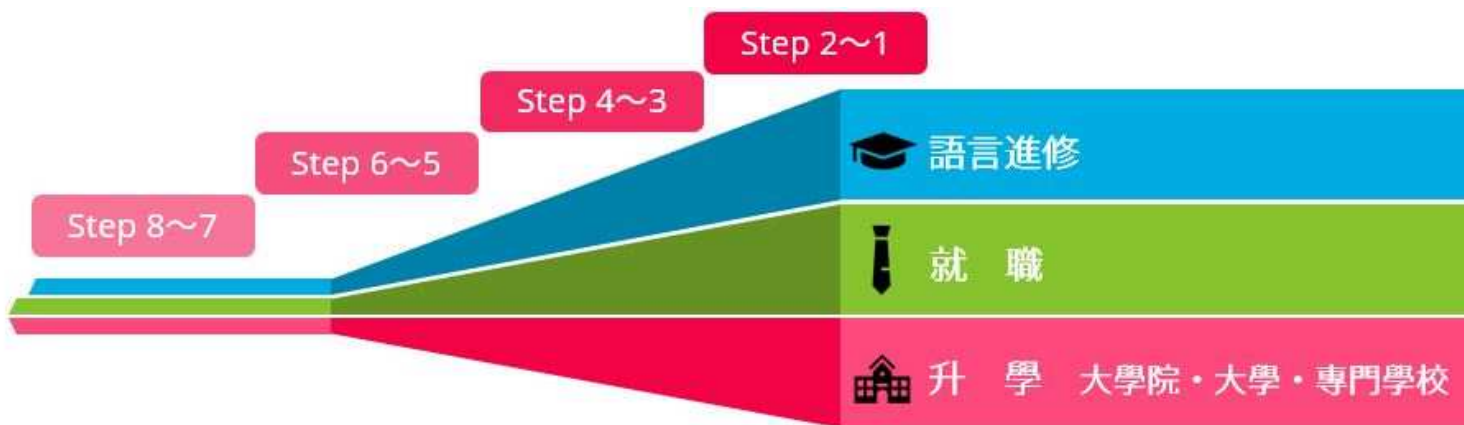 Step 2～1
Step 4～3
Step 6～5
Step 8～7
語言進修
就　職
升　學　大學院・大學・專門學校